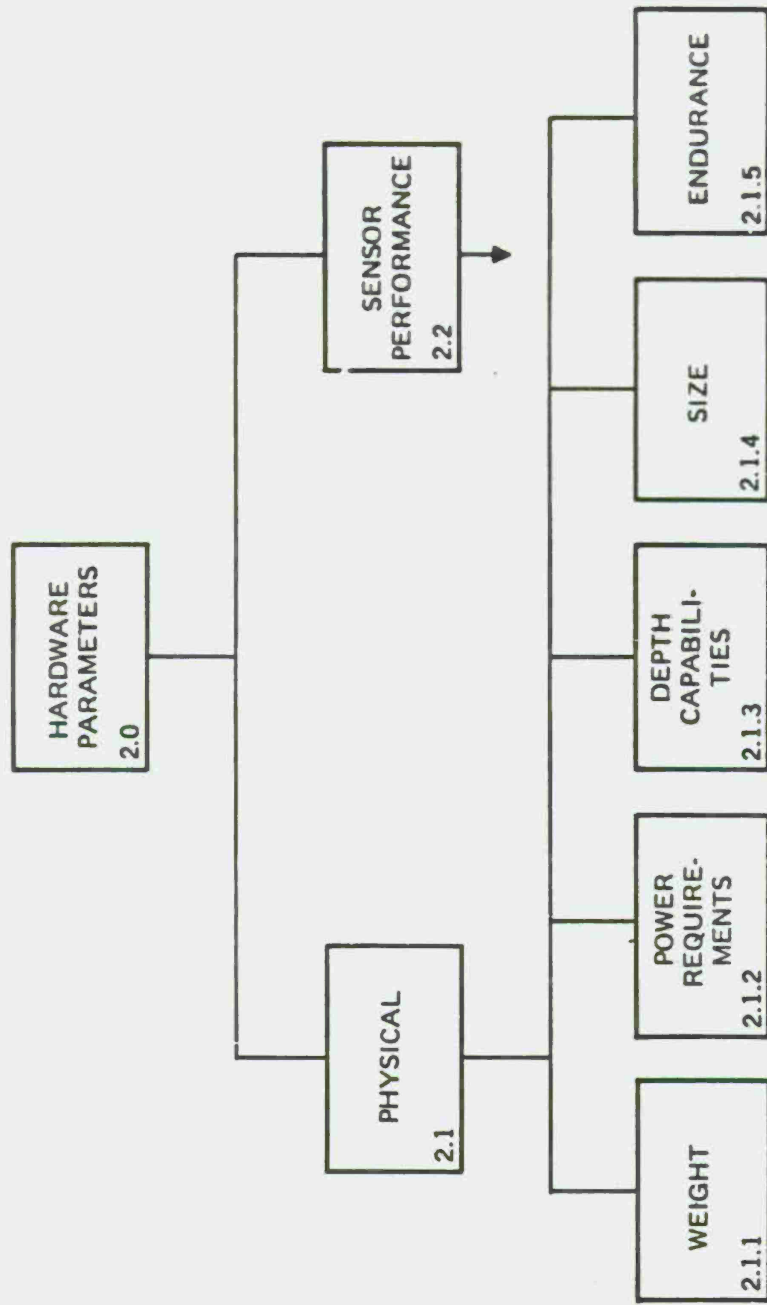 HARDWARE
PARAMETERS
2.0
PHYSICAL
2.1
SENSOR
PERFORMANCE
2.2
WEIGHT
2.1.1
POWER
REQUIRE-
MENTS
2.1.2
DEPTH
CAPABILI-
TIES
2.1.3
SIZE
2.1.4
ENDURANCE
2.1.5